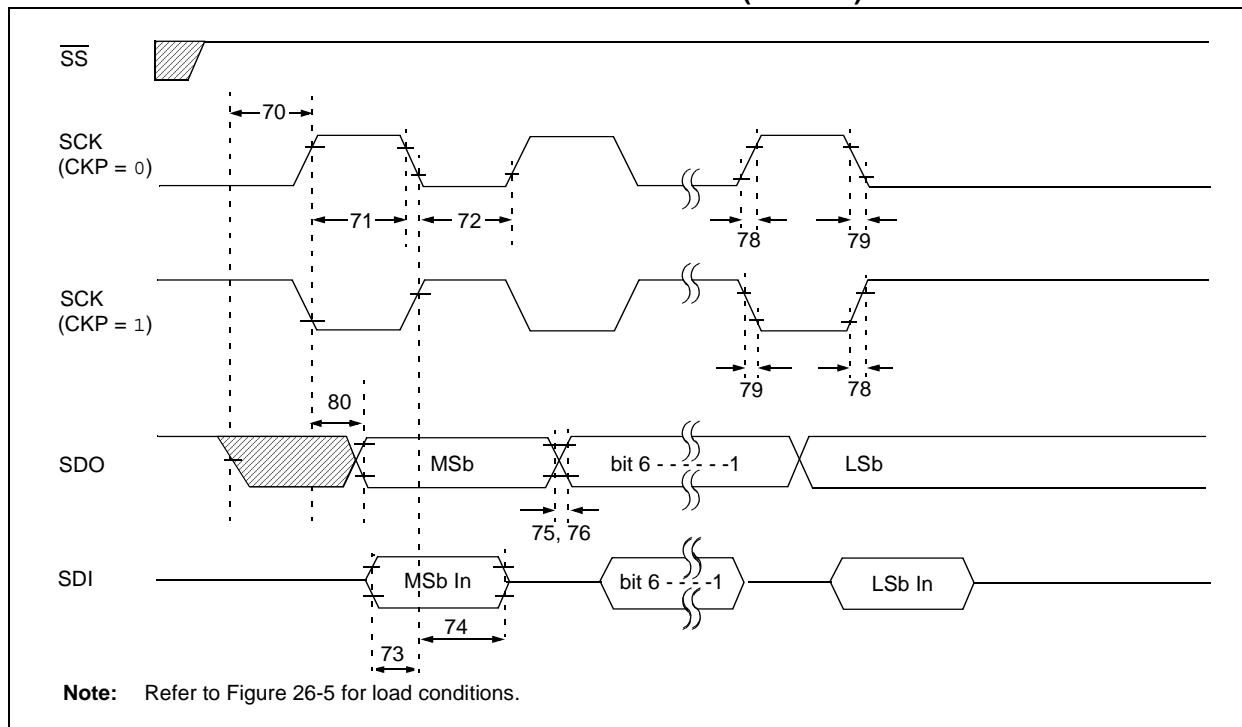 SS
70
SCK
(CKP = 0)
71
72
78
79
SCK
(CKP = 1)
79
78
80
SDO
MSb
bit 6 - - - - - -1
LSb
75, 76
SDI
MSb In
bit 6 - - - -1
LSb In
74
73
Note: Refer to Figure 26-5 for load conditions.